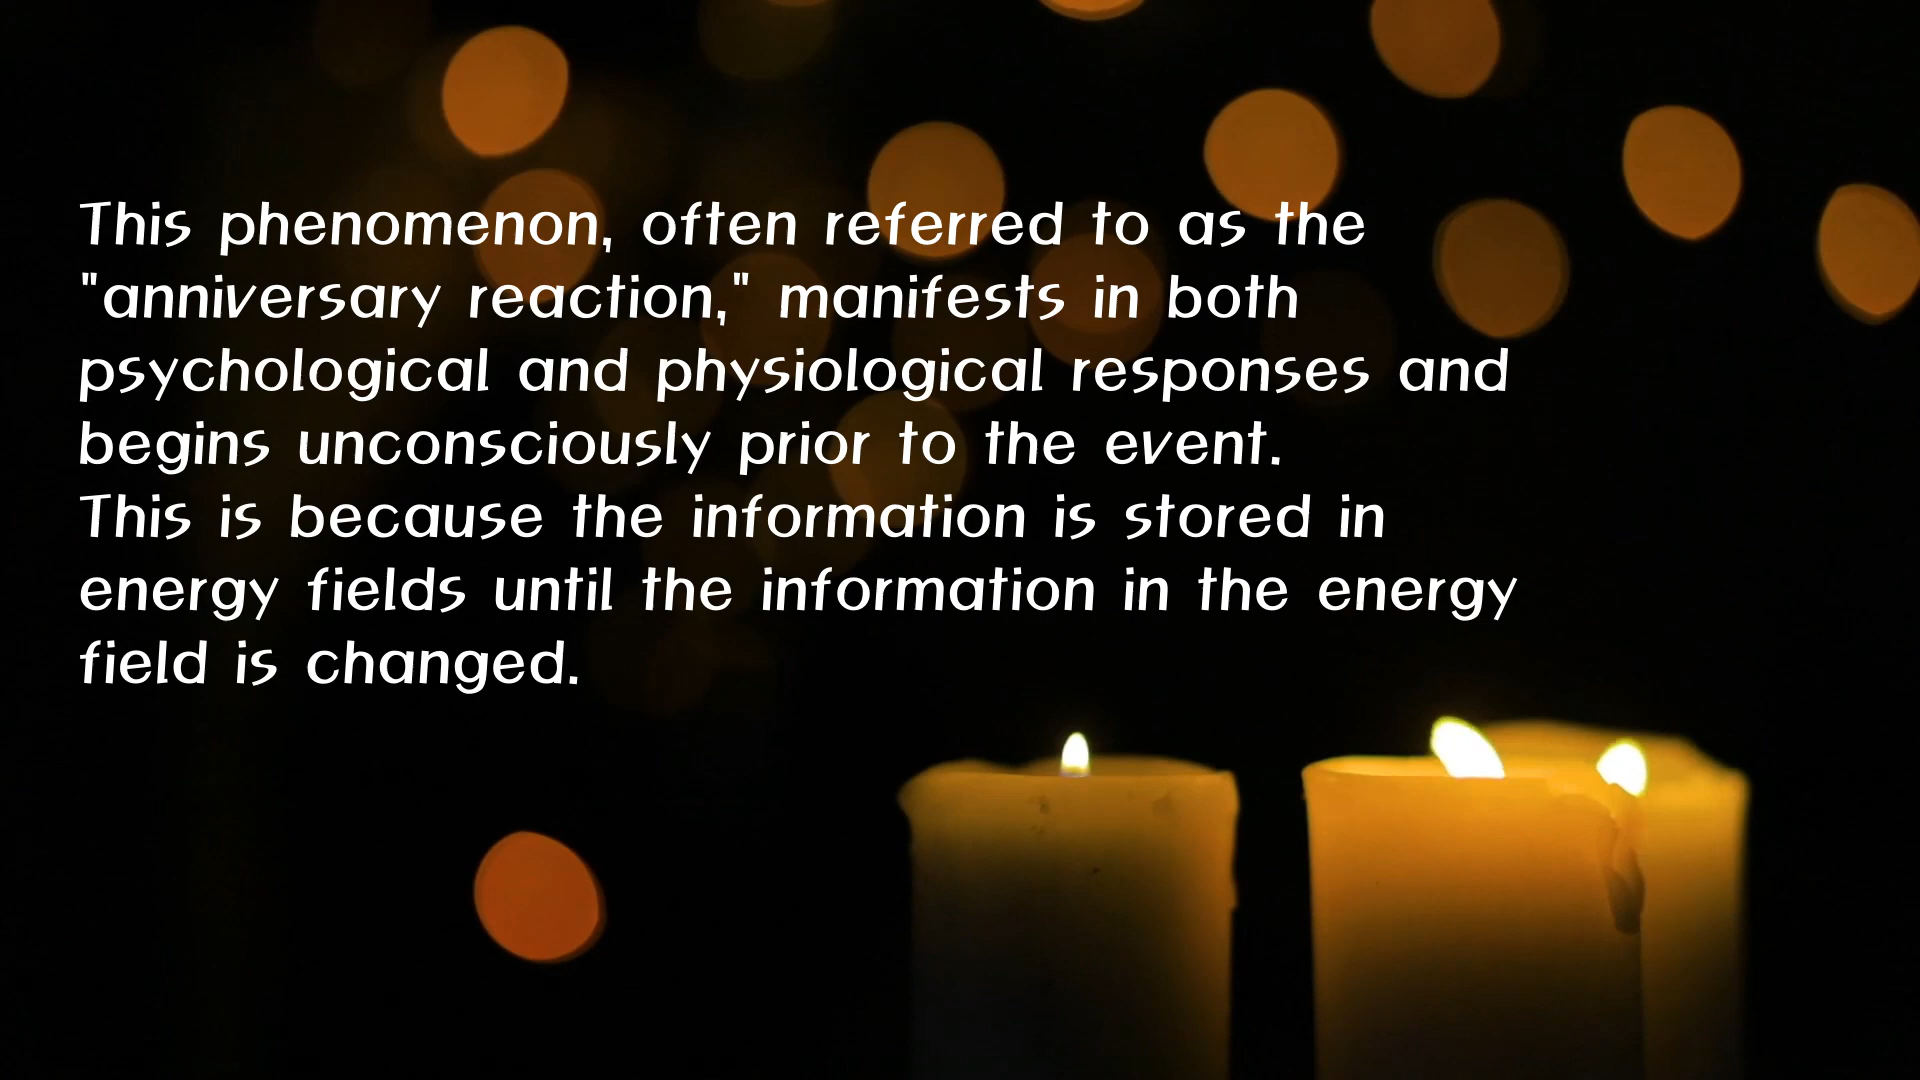 This phenomenon, often referred to as the
"anniversary reaction," manifests in both
psychological and physiological responses and
begins unconsciously prior to the event.
This is because the information is stored in
energy fields until the information in the energy
field is changed.